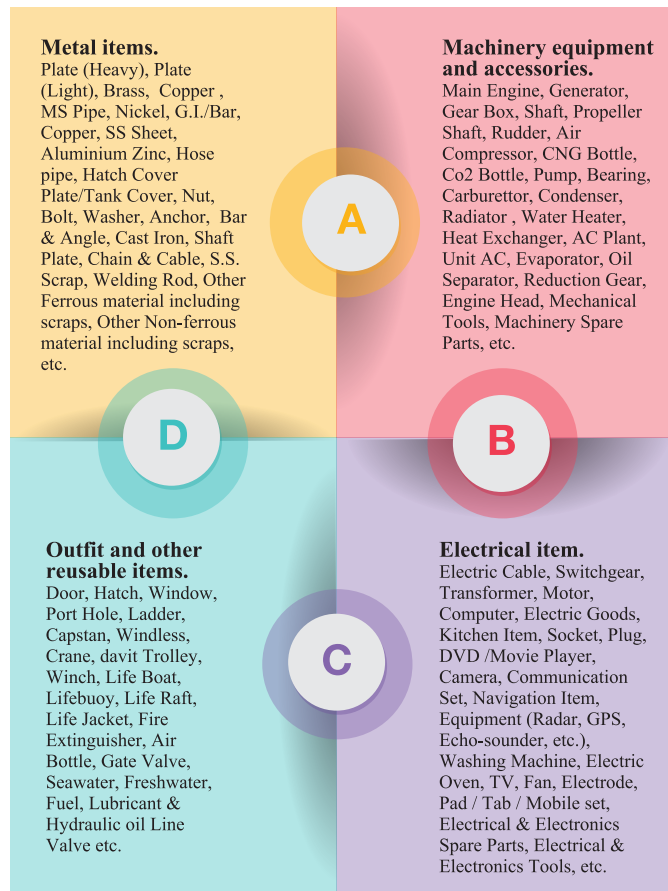 Metal items.
Plate (Heavy), Plate
(Light), Brass, Copper ,
MS Pipe, Nickel, G.I./Bar,
Copper, SS Sheet,
Aluminium Zinc, Hose
pipe, Hatch Cover
Plate/Tank Cover, Nut,
Bolt, Washer, Anchor, Bar
& Angle, Cast Iron, Shaft
Plate, Chain & Cable, S.S.
Scrap, Welding Rod, Other
Ferrous material including
scraps, Other Non-ferrous
material including scraps,
etc.
A
Machinery equipment
and accessories.
Main Engine, Generator,
Gear Box, Shaft, Propeller
Shaft, Rudder, Air
Compressor, CNG Bottle,
Co2 Bottle, Pump, Bearing,
Carburettor, Condenser,
Radiator , Water Heater,
Heat Exchanger, AC Plant,
Unit AC, Evaporator, Oil
Separator, Reduction Gear,
Engine Head, Mechanical
Tools, Machinery Spare
Parts, etc.
B
D
Outfit and other
reusable items.
Door, Hatch, Window,
Port Hole, Ladder,
Capstan, Windless,
Crane, davit Trolley,
Winch, Life Boat,
Lifebuoy, Life Raft,
Life Jacket, Fire
Extinguisher, Air
Bottle, Gate Valve,
Seawater, Freshwater,
Fuel, Lubricant &
Hydraulic oil Line
Valve etc.
C
Electrical item.
Electric Cable, Switchgear,
Transformer, Motor,
Computer, Electric Goods,
Kitchen Item, Socket, Plug,
DVD /Movie Player,
Camera, Communication
Set, Navigation Item,
Equipment (Radar, GPS,
Echo-sounder, etc.),
Washing Machine, Electric
Oven, TV, Fan, Electrode,
Pad / Tab / Mobile set,
Electrical & Electronics
Spare Parts, Electrical &
Electronics Tools, etc.